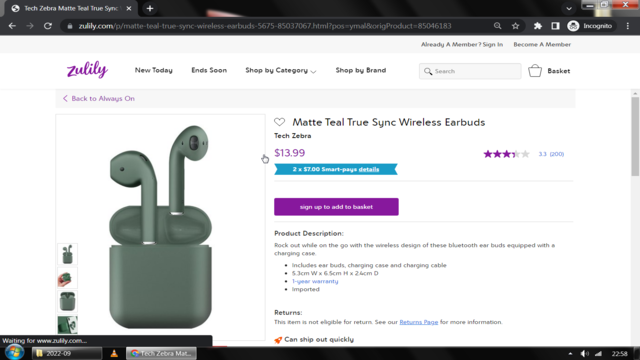 Tech Zebra Matte Teal True Sync
Incognito
zulily.com/p/matte-teal-true-sync-wireless-earbuds-5675-85037067.html?pos=ymal&origProduct=85046183
Already A Member? Sign In
Become A Member
zulily
New Today
Ends Soon
Shop by Category
Shop by Brand
Search
Basket
Back to Always On
Matte Teal True Sync Wireless Earbuds
Tech Zebra
$13.99
3.3 (200)
2 x $7.00 Smart-pays details
sign up to add to basket
Product Description:
Rock out while on the go with the wireless design of these bluetooth ear buds equipped with a
charging case.
Includes ear buds, charging case and charging cable
5.3cm W x 6.5cm H x 2.4cm D
1-year warranty
Imported
Returns:
This item is not eligible for return. See our Returns Page for more information.
Can ship out quickly
Waiting for www.zulily.com...
2022-09
Tech Zebra Mat...
22:58